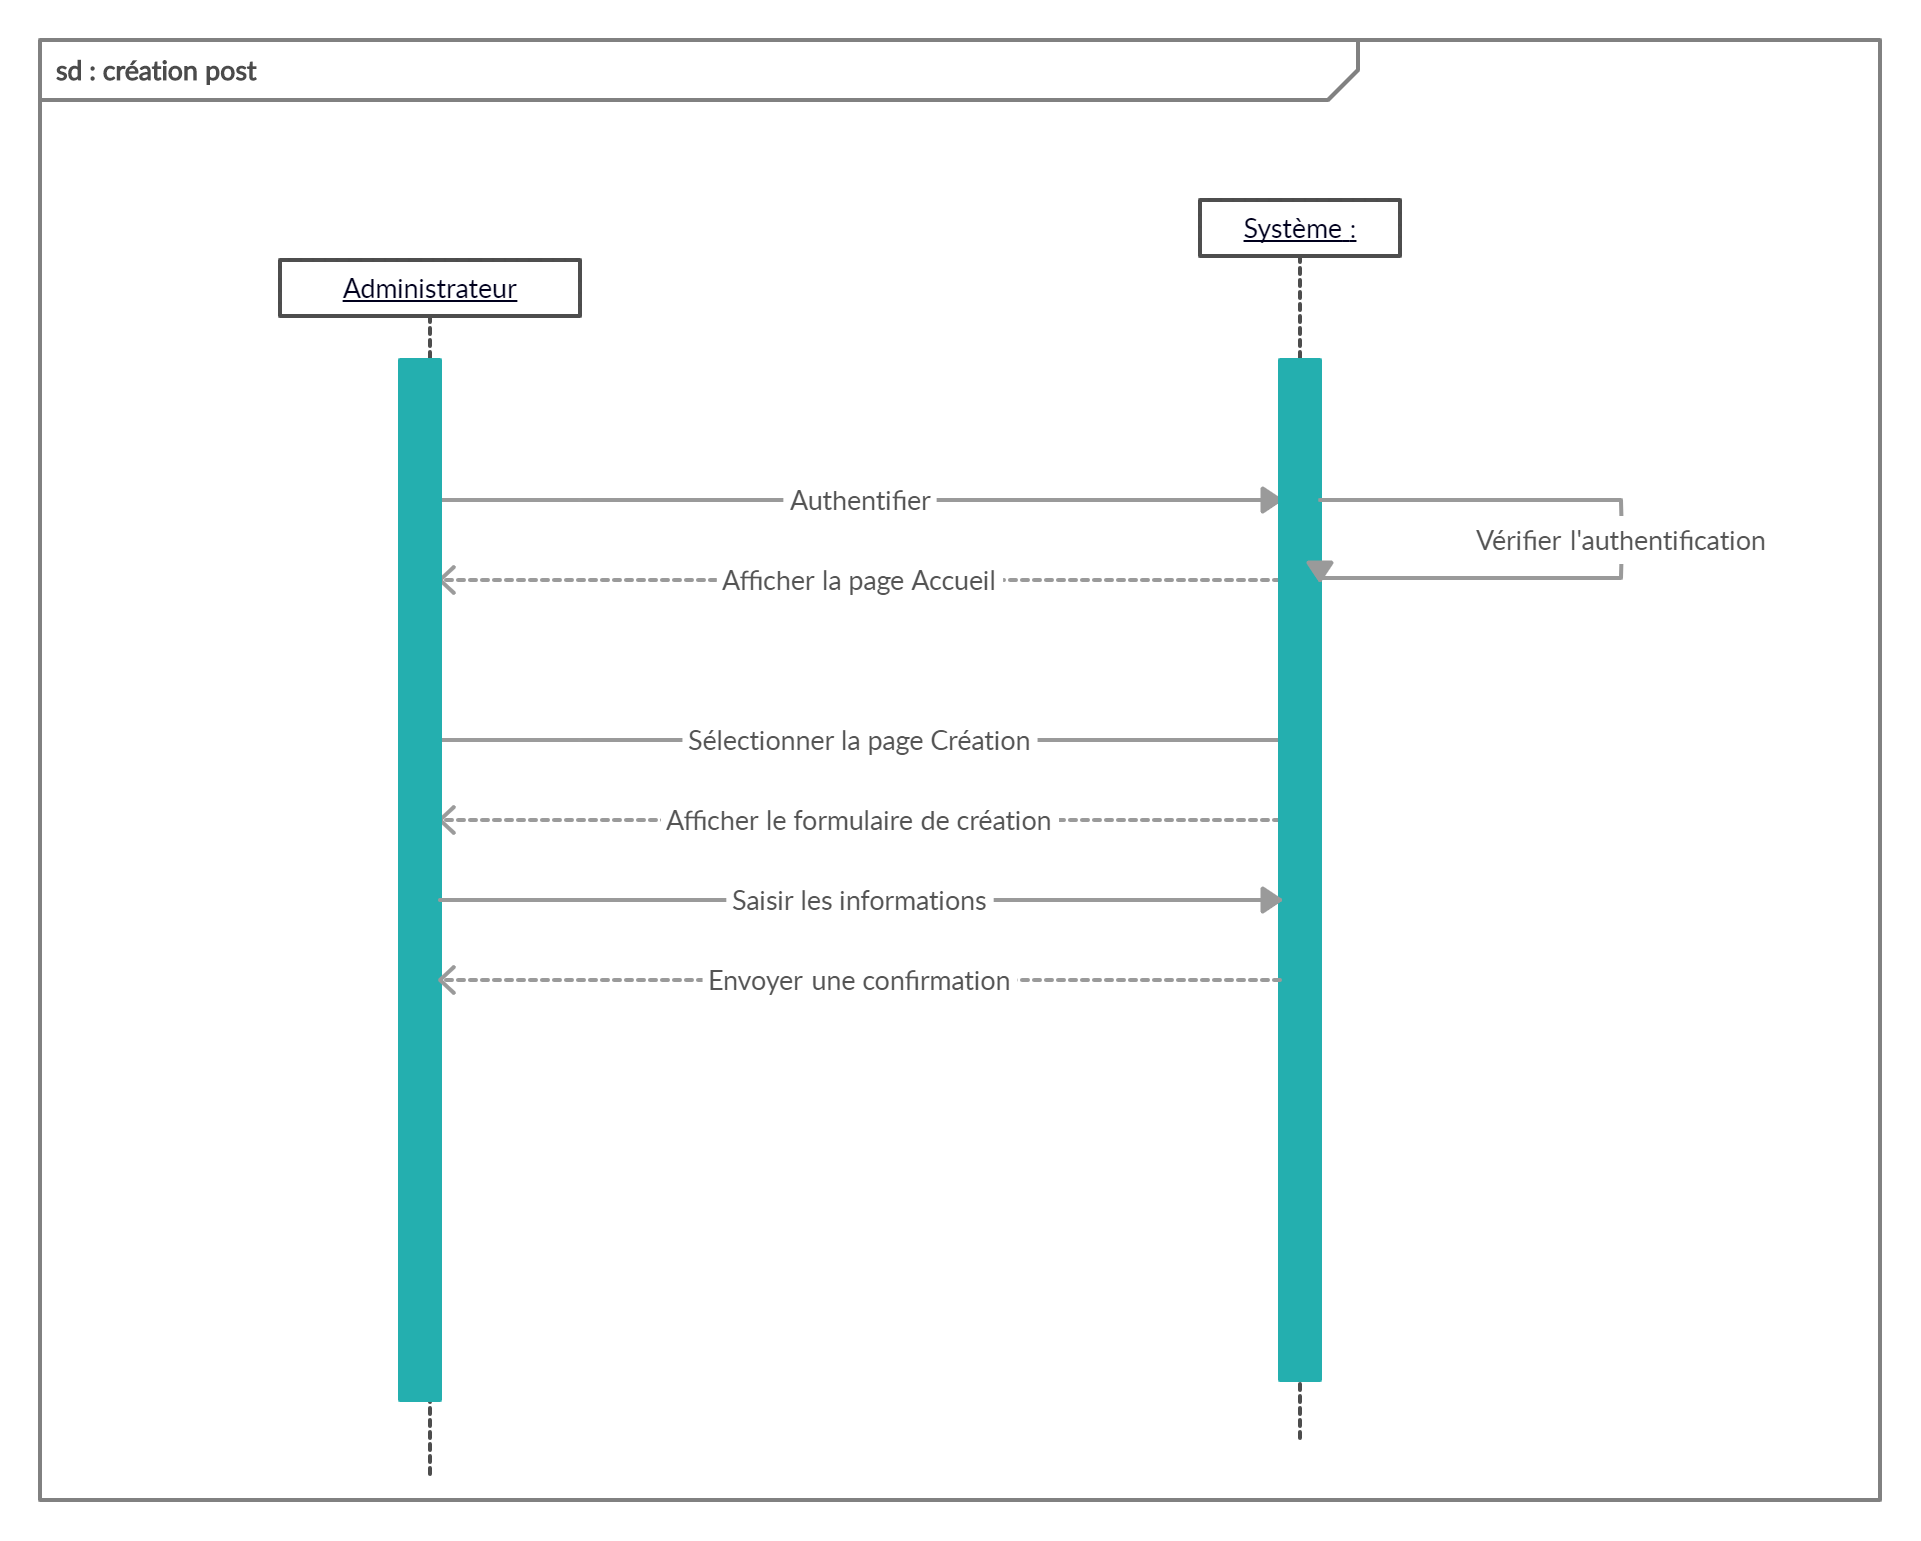 sd : création post
Système :
Administrateur
Authentifier
Vérifier l'authentification
Afficher la page Accueil
Sélectionner la page Création
Afficher le formulaire de création
Saisir les informations
Envoyer une confirmation